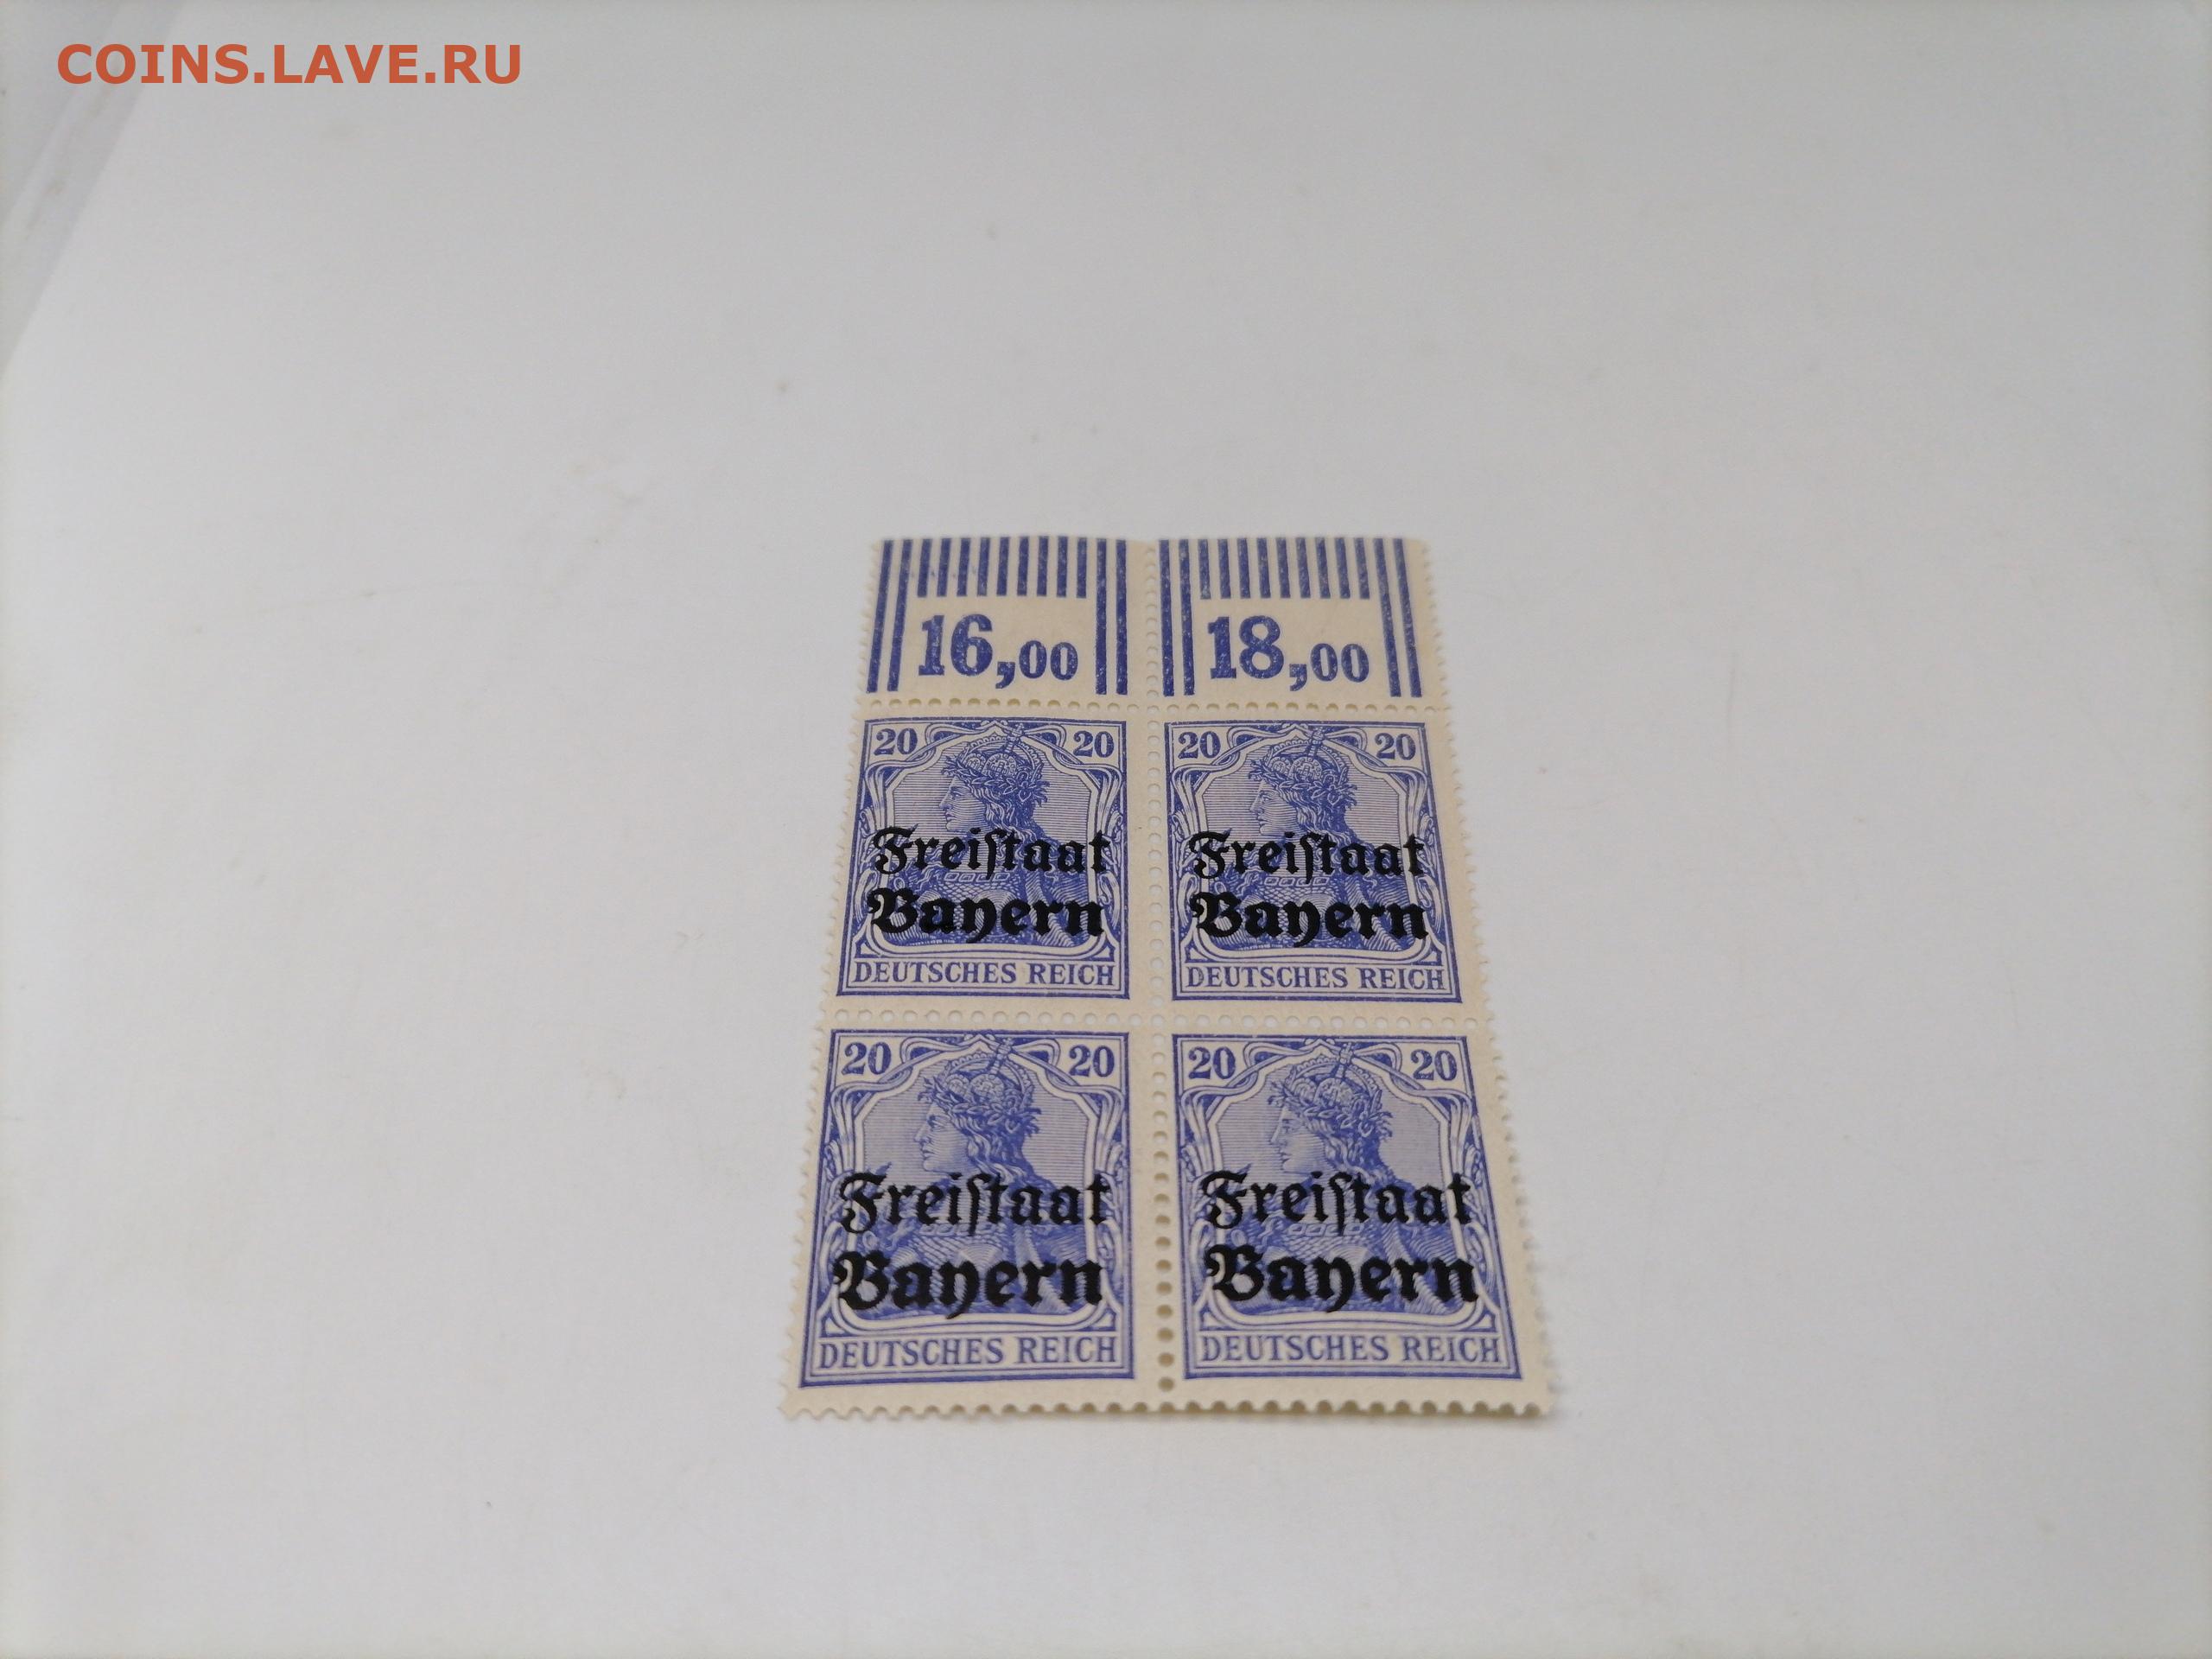 COINS.LAVE.RU
16,00 18,00
20 20 20 20
Freiſtaat Freiſtaat
Bayern Bayern
DEUTSCHES REICH DEUTSCHES REICH
20 20 20 20
Freiſtaat Freiſtaat
Bayern Bayern
DEUTSCHES REICH DEUTSCHES REICH